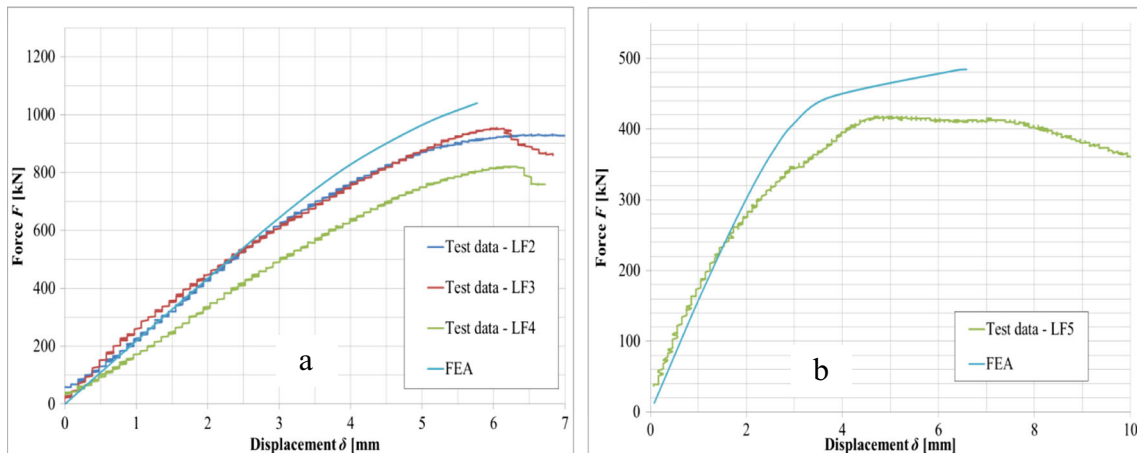 1200
1000
800
600
400
200
0
Force F [kN]
0 1 2 3 4 5 6 7
Displacement δ [mm
Test data - LF2
Test data - LF3
Test data - LF4
FEA
a
500
400
300
200
100
0
Force F [kN]
0 2 4 6 8 10
Displacement δ [mm]
Test data - LF5
FEA
b